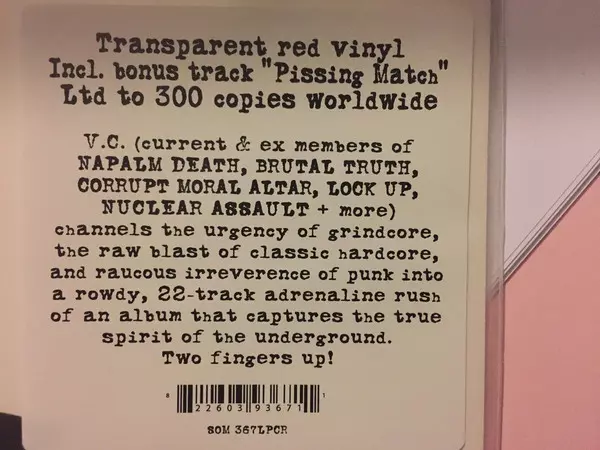 Transparent red vinyl
Incl. bonus track "Pissing Match"
Ltd to 300 copies worldwide
V.C. (current & ex members of
NAPALM DEATH, BRUTAL TRUTH,
CORRUPT MORAL ALTAR, LOCK UP,
NUCLEAR ASSAULT + more)
channels the urgency of grindcore,
the raw blast of classic hardcore,
and raucous irreverence of punk into
a rowdy, 22-track adrenaline rush
of an album that captures the true
spirit of the underground.
Two fingers up!
8 22603 93671 1
SOM 367LPCR